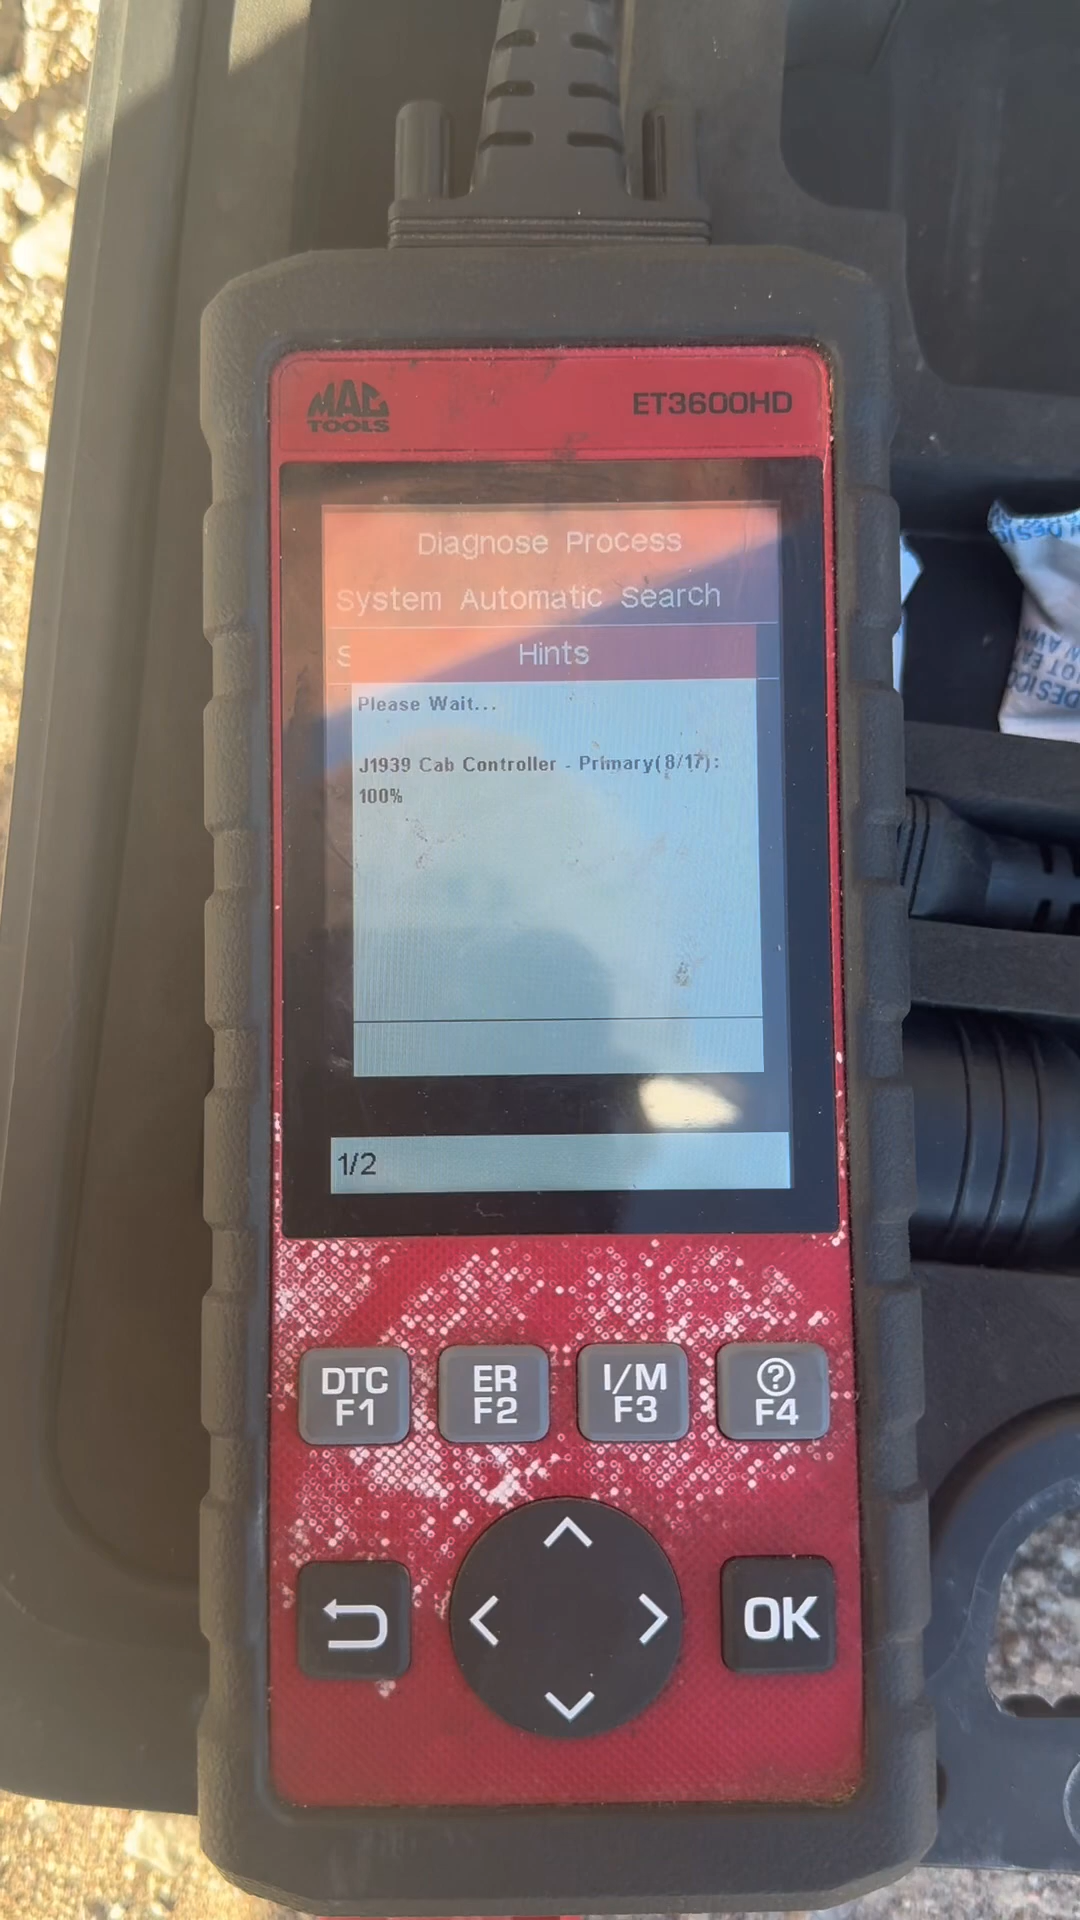 MAC
TOOLS
ET3600HD
Diagnose Process
System Automatic Search
S
Hints
Please Wait...
J1939 Cab Controller - Primary(8/17):
100%
1/2
DTC
F1
ER
F2
I/M
F3
?
F4
OK